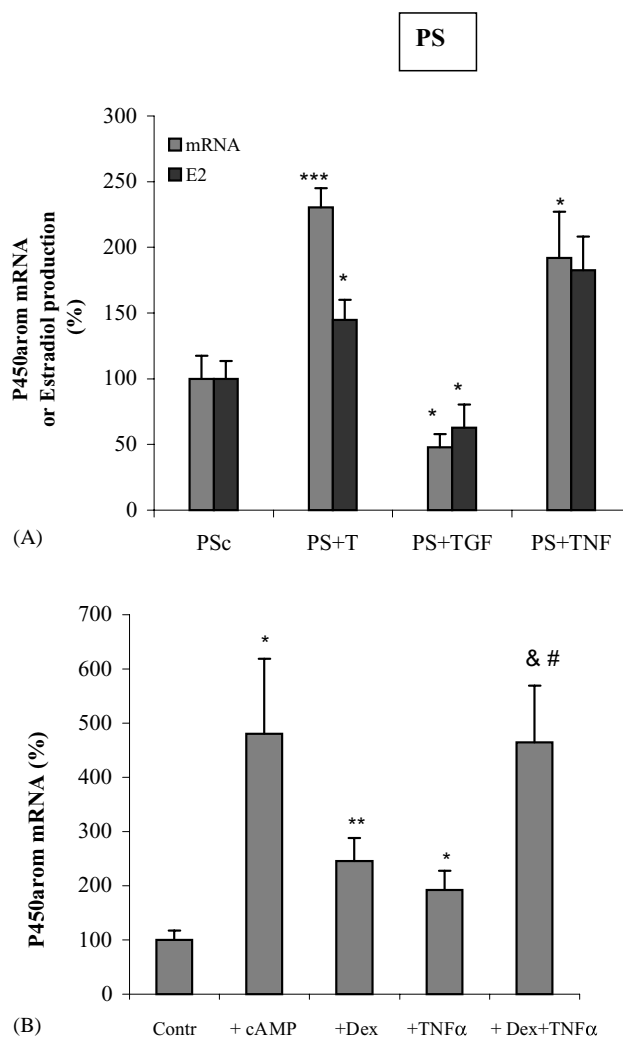 PS
P450arom mRNA
or Estradiol production
(%)
300
250
200
150
100
50
0
mRNA
E2
***
*
*
*
*
PSc PS+T PS+TGF PS+TNF
(A)
P450arom mRNA (%)
700
600
500
400
300
200
100
0
*
**
*
& #
Contr + cAMP +Dex +TNFα + Dex+TNFα
(B)